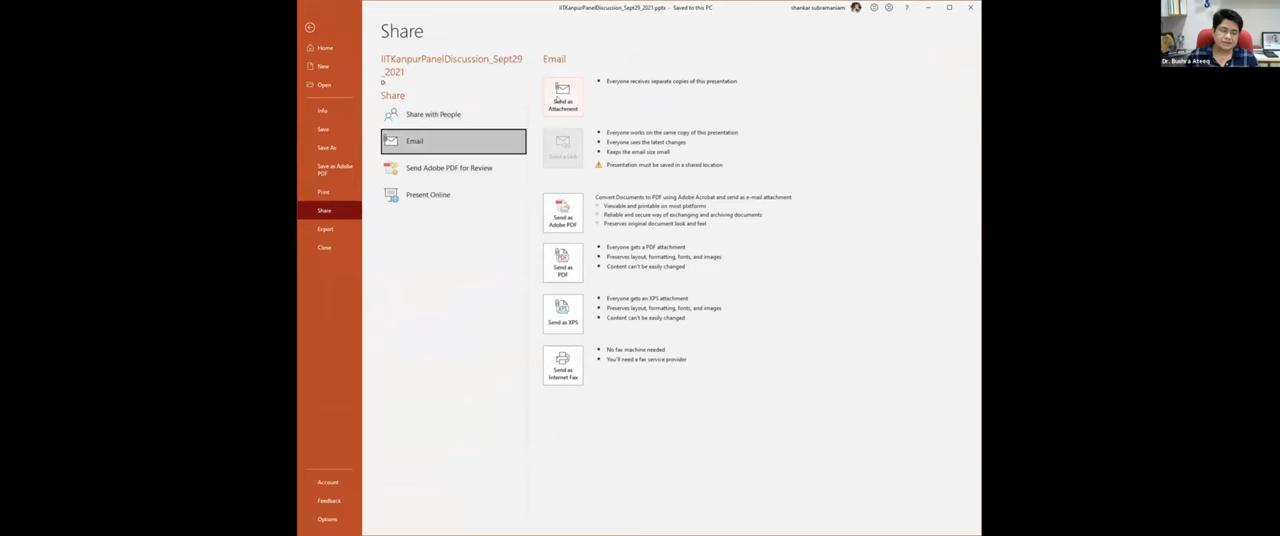 IITKanpurPanelDiscussion_Sept29_2021.pptx - Saved to this PC
shankar subramaniam
?
Home
New
Open
Info
Save
Save As
Save as Adobe
PDF
Print
Share
Export
Close
Account
Feedback
Options
Share
IITKanpurPanelDiscussion_Sept29
_2021
D:
Share
Share with People
Email
Send Adobe PDF for Review
Present Online
Email
Send as
Attachment
Everyone receives separate copies of this presentation
Send a Link
Everyone works on the same copy of this presentation
Everyone sees the latest changes
Keeps the email size small
Presentation must be saved in a shared location
Send as
Adobe PDF
Convert Documents to PDF using Adobe Acrobat and send as e-mail attachment
Viewable and printable on most platforms
Reliable and secure way of exchanging and archiving documents
Preserves original document look and feel
PDF
Send as
PDF
Everyone gets a PDF attachment
Preserves layout, formatting, fonts, and images
Content can't be easily changed
XPS
Send as XPS
Everyone gets an XPS attachment
Preserves layout, formatting, fonts, and images
Content can't be easily changed
Send as
Internet Fax
No fax machine needed
You'll need a fax service provider
Dr. Bushra Ateeq